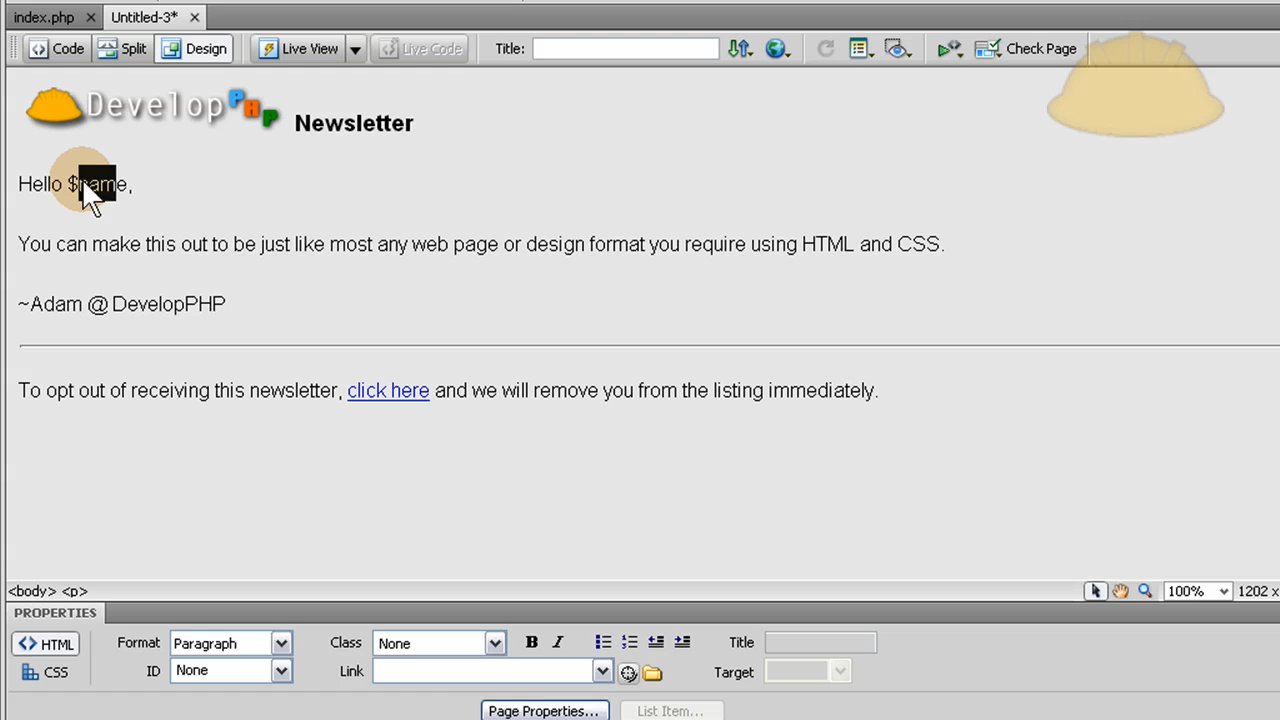 index.php Untitled-3*
Code Split Design Live View Live Code Title: Check Page
DevelopPHP Newsletter
Hello $name,
You can make this out to be just like most any web page or design format you require using HTML and CSS.
~Adam @ DevelopPHP
To opt out of receiving this newsletter, click here and we will remove you from the listing immediately.
<body> <p> 100% 1202 x
PROPERTIES
<> HTML Format Paragraph Class None B I Title
CSS ID None Link Target
Page Properties... List Item...